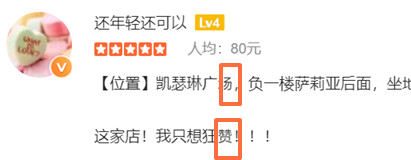 还年轻还可以 Lv4
人均：80元
【位置】凯瑟琳广场，负一楼萨莉亚后面，坐地
这家店！我只想狂赞！！！